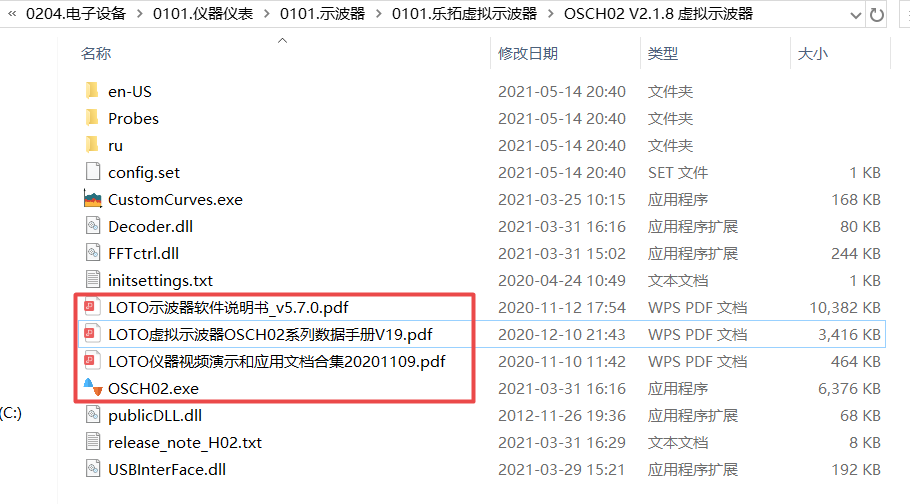 « 0204.电子设备 > 0101.仪器仪表 > 0101.示波器 > 0101.乐拓虚拟示波器 > OSCH02 V2.1.8 虚拟示波器
名称 修改日期 类型 大小
en-US 2021-05-14 20:40 文件夹
Probes 2021-05-14 20:40 文件夹
ru 2021-05-14 20:40 文件夹
config.set 2021-05-14 20:40 SET 文件 1 KB
CustomCurves.exe 2021-03-25 10:15 应用程序 168 KB
Decoder.dll 2021-03-31 16:16 应用程序扩展 80 KB
FFTctrl.dll 2021-03-31 15:02 应用程序扩展 244 KB
initsettings.txt 2020-04-24 10:49 文本文档 1 KB
LOTO示波器软件说明书_v5.7.0.pdf 2020-11-12 17:54 WPS PDF 文档 10,382 KB
LOTO虚拟示波器OSCH02系列数据手册V19.pdf 2020-12-10 21:43 WPS PDF 文档 3,416 KB
LOTO仪器视频演示和应用文档合集20201109.pdf 2020-11-10 11:42 WPS PDF 文档 464 KB
OSCH02.exe 2021-03-31 16:16 应用程序 6,376 KB
(C:) publicDLL.dll 2012-11-26 19:36 应用程序扩展 68 KB
release_note_H02.txt 2021-03-31 16:29 文本文档 8 KB
USBInterFace.dll 2021-03-29 15:21 应用程序扩展 192 KB